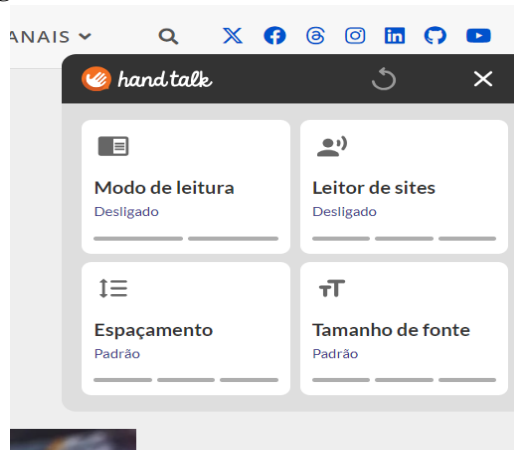 ANAIS
hand talk
Modo de leitura
Desligado
Leitor de sites
Desligado
Espaçamento
Padrão
Tamanho de fonte
Padrão